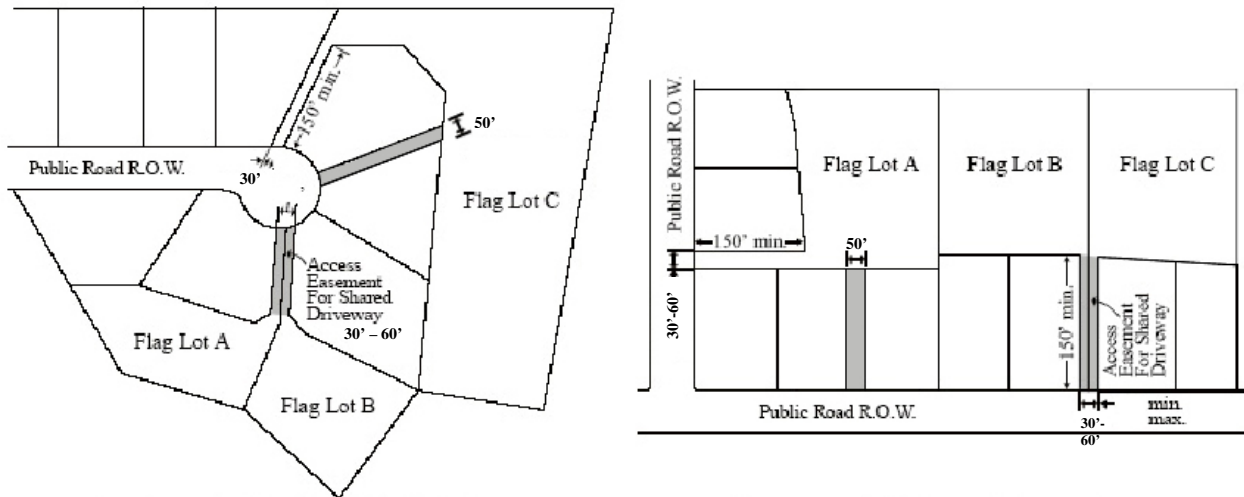 150' min.
50'
Public Road R.O.W.
30'
Flag Lot C
Access
Easement
For Shared
Driveway
30' – 60'
Flag Lot A
Flag Lot B
Public Road R.O.W.
Flag Lot A
Flag Lot B
Flag Lot C
150' min.
50'
30'-60'
150' min.
Access
Easement
For Shared
Driveway
Public Road R.O.W.
30'-
60'
min.
max.